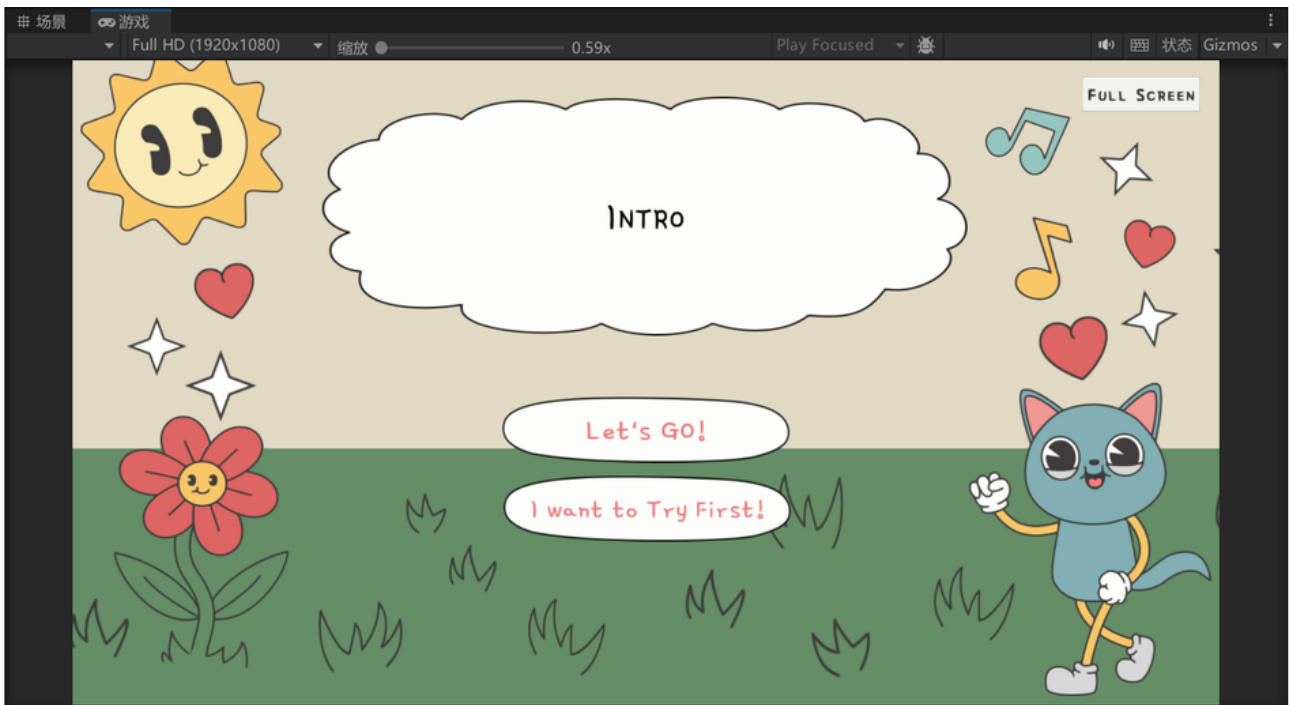 场景 游戏
Full HD (1920x1080) 缩放 0.59x Play Focused 状态 Gizmos
FULL SCREEN
INTRO
Let's GO!
I want to Try First!